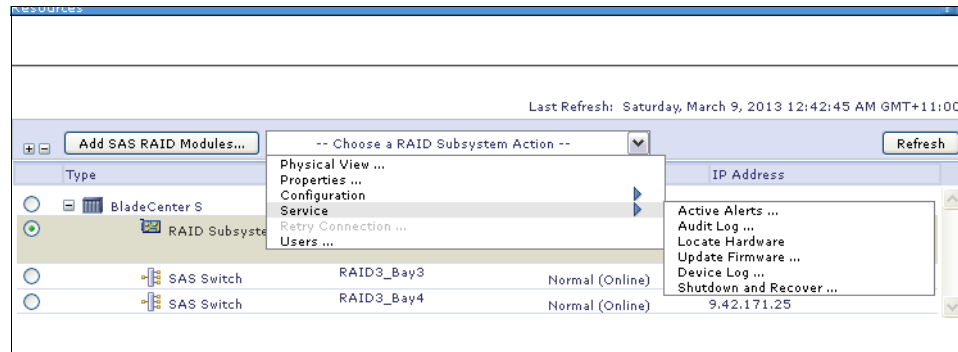 Resources
Last Refresh: Saturday, March 9, 2013 12:42:45 AM GMT+11:00
Add SAS RAID Modules...
-- Choose a RAID Subsystem Action --
Refresh
Type
IP Address
Physical View ...
Properties ...
Configuration
Service
Retry Connection ...
Users ...
Active Alerts ...
Audit Log ...
Locate Hardware
Update Firmware ...
Device Log ...
Shutdown and Recover ...
BladeCenter S
RAID Subsyste
SAS Switch RAID3_Bay3 Normal (Online)
SAS Switch RAID3_Bay4 Normal (Online) 9.42.171.25